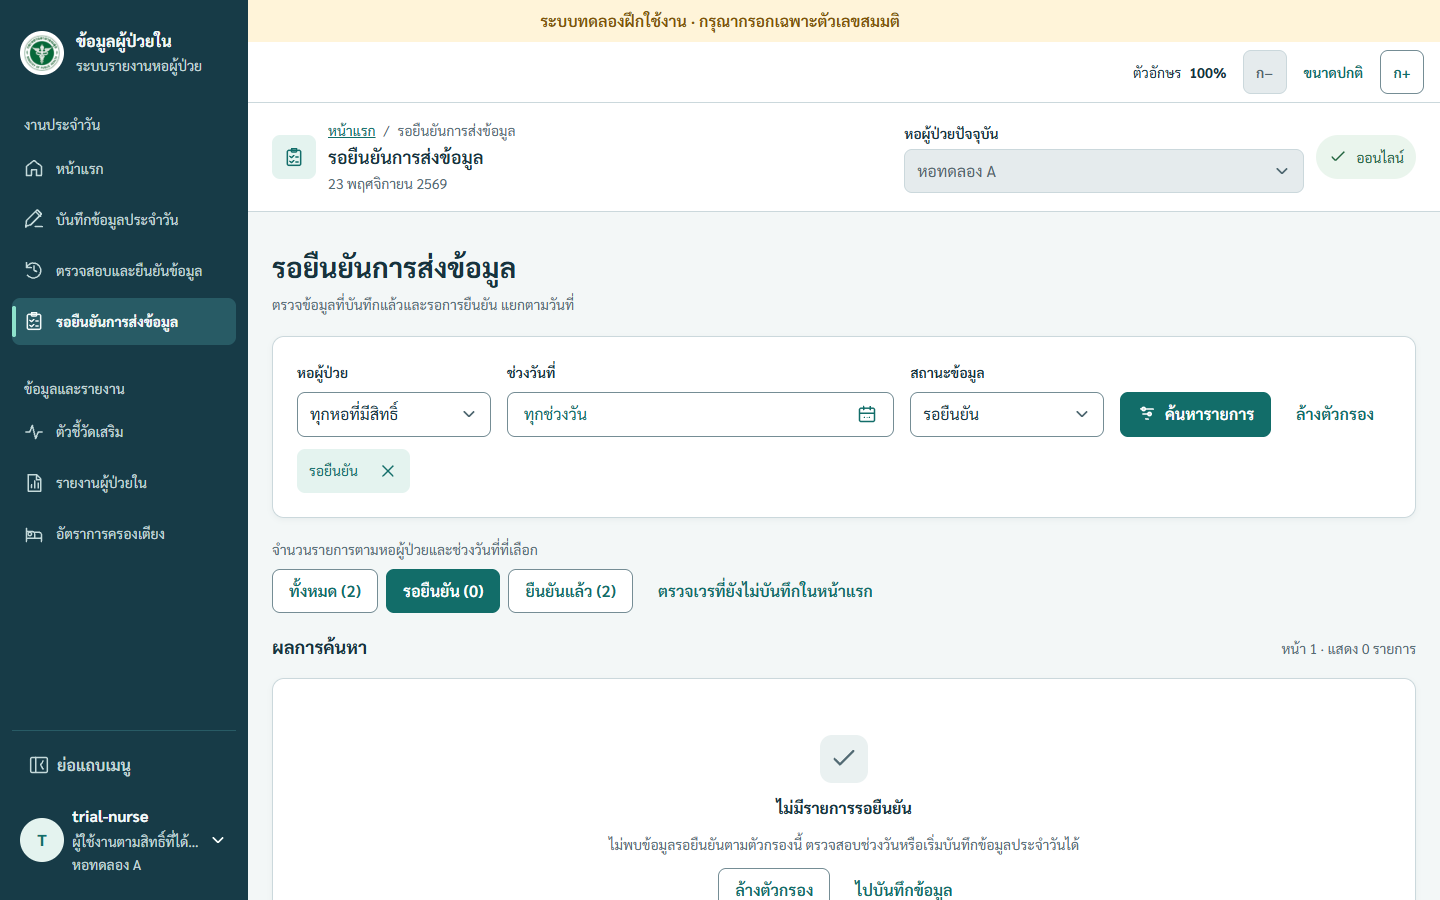 ระบบทดลองฝึกใช้งาน · กรุณากรอกเฉพาะตัวเลขสมมติ
ข้อมูลผู้ป่วยใน
ระบบรายงานหอผู้ป่วย
งานประจำวัน
หน้าแรก
บันทึกข้อมูลประจำวัน
ตรวจสอบและยืนยันข้อมูล
รอยืนยันการส่งข้อมูล
ข้อมูลและรายงาน
ตัวชี้วัดเสริม
รายงานผู้ป่วยใน
อัตราการครองเตียง
ย่อแถบเมนู
T
trial-nurse
ผู้ใช้งานตามสิทธิ์ที่ได้...
หอทดลอง A
ตัวอักษร 100% ก− ขนาดปกติ ก+
หน้าแรก / รอยืนยันการส่งข้อมูล
รอยืนยันการส่งข้อมูล
23 พฤศจิกายน 2569
หอผู้ป่วยปัจจุบัน
หอทดลอง A
ออนไลน์
รอยืนยันการส่งข้อมูล
ตรวจข้อมูลที่บันทึกแล้วและรอการยืนยัน แยกตามวันที่
หอผู้ป่วย ช่วงวันที่ สถานะข้อมูล
ทุกหอที่มีสิทธิ์ ทุกช่วงวัน รอยืนยัน ค้นหารายการ ล้างตัวกรอง
รอยืนยัน
จำนวนรายการตามหอผู้ป่วยและช่วงวันที่ที่เลือก
ทั้งหมด (2) รอยืนยัน (0) ยืนยันแล้ว (2) ตรวจเวรที่ยังไม่บันทึกในหน้าแรก
ผลการค้นหา หน้า 1 · แสดง 0 รายการ
ไม่มีรายการรอยืนยัน
ไม่พบข้อมูลรอยืนยันตามตัวกรองนี้ ตรวจสอบช่วงวันหรือเริ่มบันทึกข้อมูลประจำวันได้
ล้างตัวกรอง ไปบันทึกข้อมูล